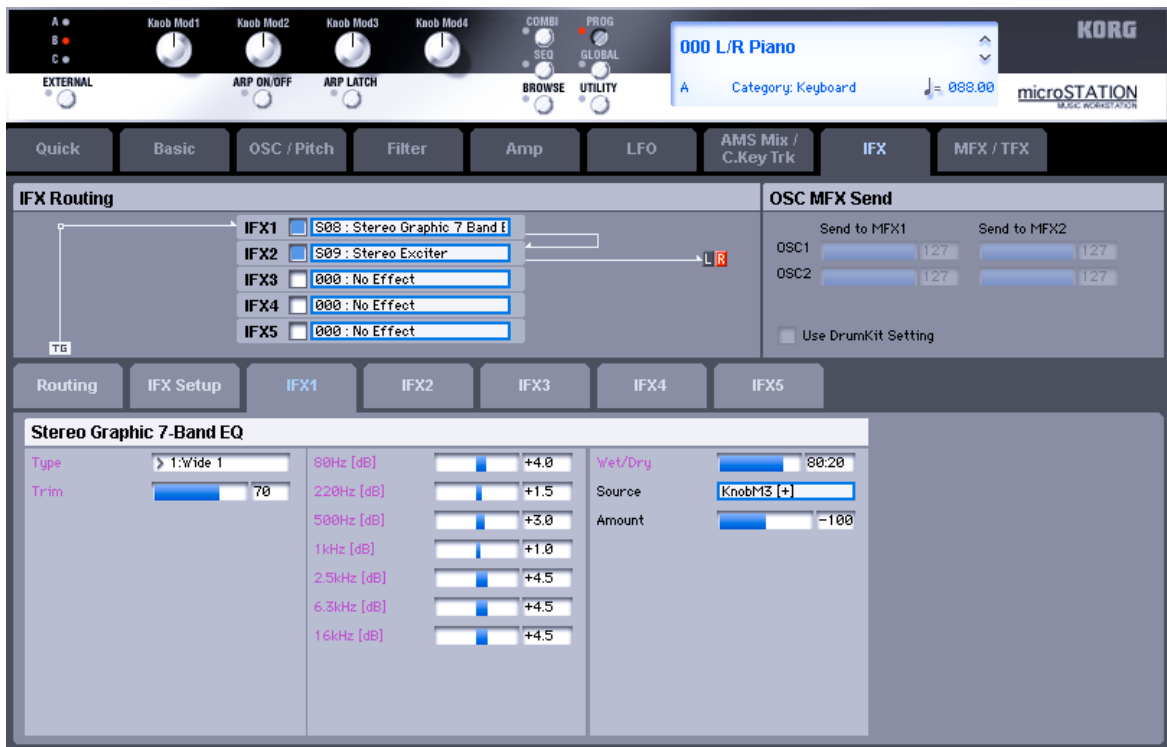 A
B
C
Knob Mod1 Knob Mod2 Knob Mod3 Knob Mod4
COMBI PROG
SEQ GLOBAL
EXTERNAL ARP ON/OFF ARP LATCH BROWSE UTILITY
000 L/R Piano
A Category: Keyboard ♩= 088.00
KORG
microSTATION
MUSIC WORKSTATION
Quick Basic OSC / Pitch Filter Amp LFO AMS Mix / C.Key Trk IFX MFX / TFX
IFX Routing
IFX1 S08 : Stereo Graphic 7 Band E
IFX2 S09 : Stereo Exciter
IFX3 000 : No Effect
IFX4 000 : No Effect
IFX5 000 : No Effect
TG
L R
OSC MFX Send
Send to MFX1 Send to MFX2
OSC1 127 127
OSC2 127 127
Use DrumKit Setting
Routing IFX Setup IFX1 IFX2 IFX3 IFX4 IFX5
Stereo Graphic 7-Band EQ
Type 1:Wide 1
Trim 70
80Hz [dB] +4.0
220Hz [dB] +1.5
500Hz [dB] +3.0
1kHz [dB] +1.0
2.5kHz [dB] +4.5
6.3kHz [dB] +4.5
16kHz [dB] +4.5
Wet/Dry 80:20
Source KnobM3 [+]
Amount -100